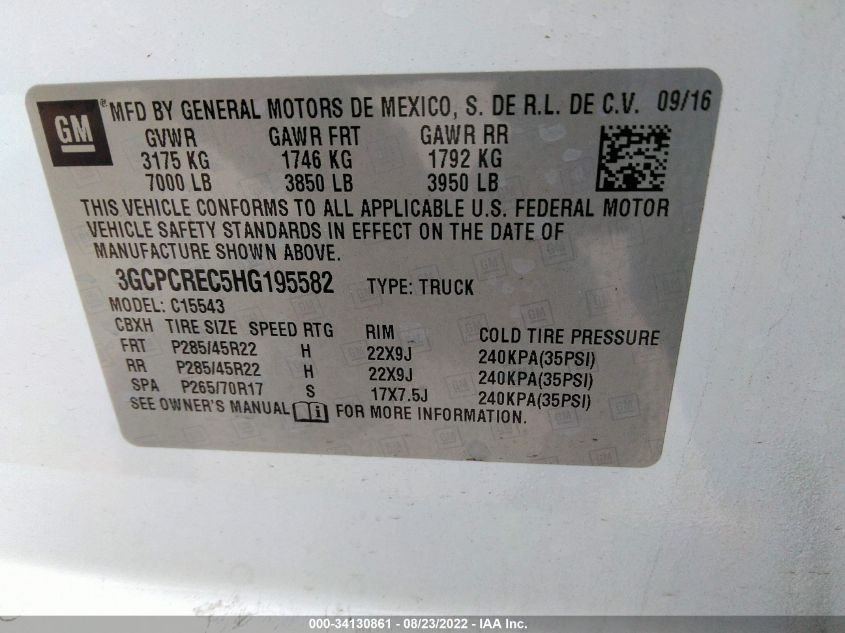 GM ® MFD BY GENERAL MOTORS DE MEXICO, S. DE R.L. DE C.V. 09/16
GVWR GAWR FRT GAWR RR
3175 KG 1746 KG 1792 KG
7000 LB 3850 LB 3950 LB
THIS VEHICLE CONFORMS TO ALL APPLICABLE U.S. FEDERAL MOTOR
VEHICLE SAFETY STANDARDS IN EFFECT ON THE DATE OF
MANUFACTURE SHOWN ABOVE.
3GCPCREC5HG195582 TYPE: TRUCK
MODEL: C15543
CBXH TIRE SIZE SPEED RTG RIM COLD TIRE PRESSURE
FRT P285/45R22 H 22X9J 240KPA(35PSI)
RR P285/45R22 H 22X9J 240KPA(35PSI)
SPA P265/70R17 S 17X7.5J 240KPA(35PSI)
SEE OWNER'S MANUAL FOR MORE INFORMATION.
000-34130861 - 08/23/2022 - IAA Inc.